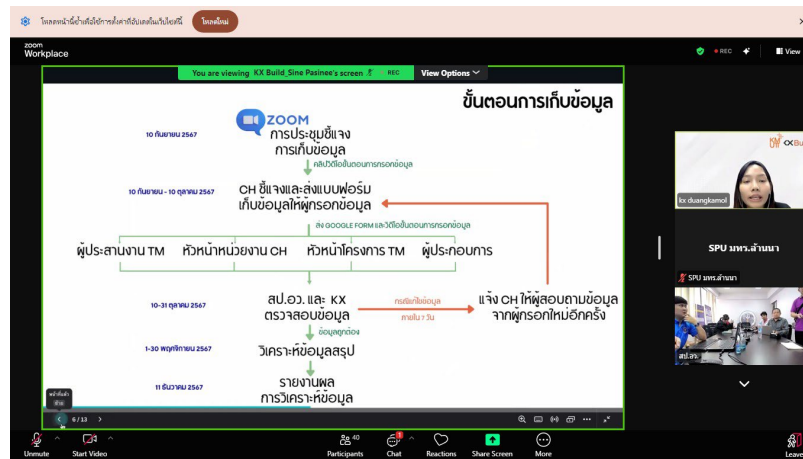 โหลดหน้านี้ซ้ำเพื่อใช้การตั้งค่าที่อัปเดตในเว็บไซต์นี้
โหลดใหม่
zoom
Workplace
REC
View
You are viewing KX Build_Sine Pasinee's screen
REC
View Options
ขั้นตอนการเก็บข้อมูล
ZOOM
10 กันยายน 2567
การประชุมชี้แจง
การเก็บข้อมูล
คลิปวิดีโอขั้นตอนการกรอกข้อมูล
10 กันยายน - 10 ตุลาคม 2567
CH ชี้แจงและส่งแบบฟอร์ม
เก็บข้อมูลให้ผู้กรอกข้อมูล
ส่ง GOOGLE FORM และวิดีโอขั้นตอนการกรอกข้อมูล
ผู้ประสานงาน TM
หัวหน้าหน่วยงาน CH
หัวหน้าโครงการ TM
ผู้ประกอบการ
10-31 ตุลาคม 2567
สป.อว. และ KX
ตรวจสอบข้อมูล
กรณีแก้ไขข้อมูล
ภายใน 7 วัน
แจ้ง CH ให้ผู้สอบถามข้อมูล
จากผู้กรอกใหม่อีกครั้ง
ข้อมูลถูกต้อง
1-30 พฤศจิกายน 2567
วิเคราะห์ข้อมูลสรุป
11 ธันวาคม 2567
รายงานผล
การวิเคราะห์ข้อมูล
หน้าที่แล้ว
ซ้าย
6 / 13
kx duangkamol
SPU มทร.ล้านนา
SPU มทร.ล้านนา
สป.อว.
Unmute
Start Video
40
Participants
1
Chat
Reactions
Share Screen
More
Leave